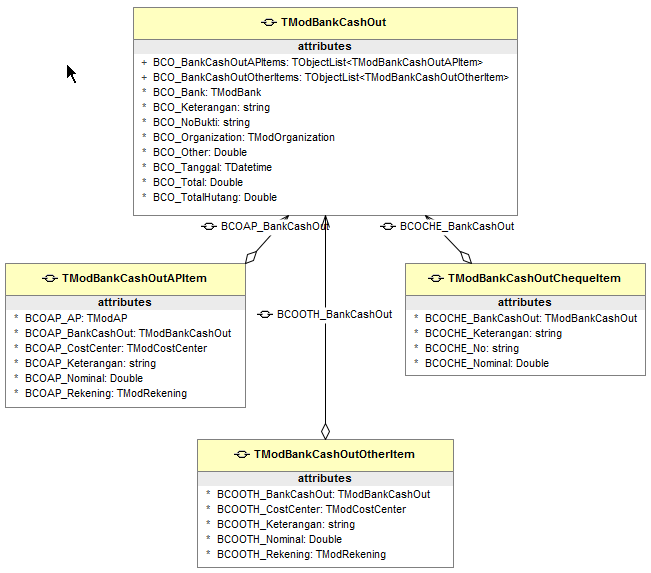 TModBankCashOut
attributes
+ BCO_BankCashOutAPItems: TObjectList<TModBankCashOutAPItem>
+ BCO_BankCashOutOtherItems: TObjectList<TModBankCashOutOtherItem>
* BCO_Bank: TModBank
* BCO_Keterangan: string
* BCO_NoBukti: string
* BCO_Organization: TModOrganization
* BCO_Other: Double
* BCO_Tanggal: TDatetime
* BCO_Total: Double
* BCO_TotalHutang: Double
BCOAP_BankCashOut
BCOCHE_BankCashOut
TModBankCashOutAPItem
attributes
* BCOAP_AP: TModAP
* BCOAP_BankCashOut: TModBankCashOut
* BCOAP_CostCenter: TModCostCenter
* BCOAP_Keterangan: string
* BCOAP_Nominal: Double
* BCOAP_Rekening: TModRekening
BCOOTH_BankCashOut
TModBankCashOutChequeItem
attributes
* BCOCHE_BankCashOut: TModBankCashOut
* BCOCHE_Keterangan: string
* BCOCHE_No: string
* BCOCHE_Nominal: Double
TModBankCashOutOtherItem
attributes
* BCOOTH_BankCashOut: TModBankCashOut
* BCOOTH_CostCenter: TModCostCenter
* BCOOTH_Keterangan: string
* BCOOTH_Nominal: Double
* BCOOTH_Rekening: TModRekening